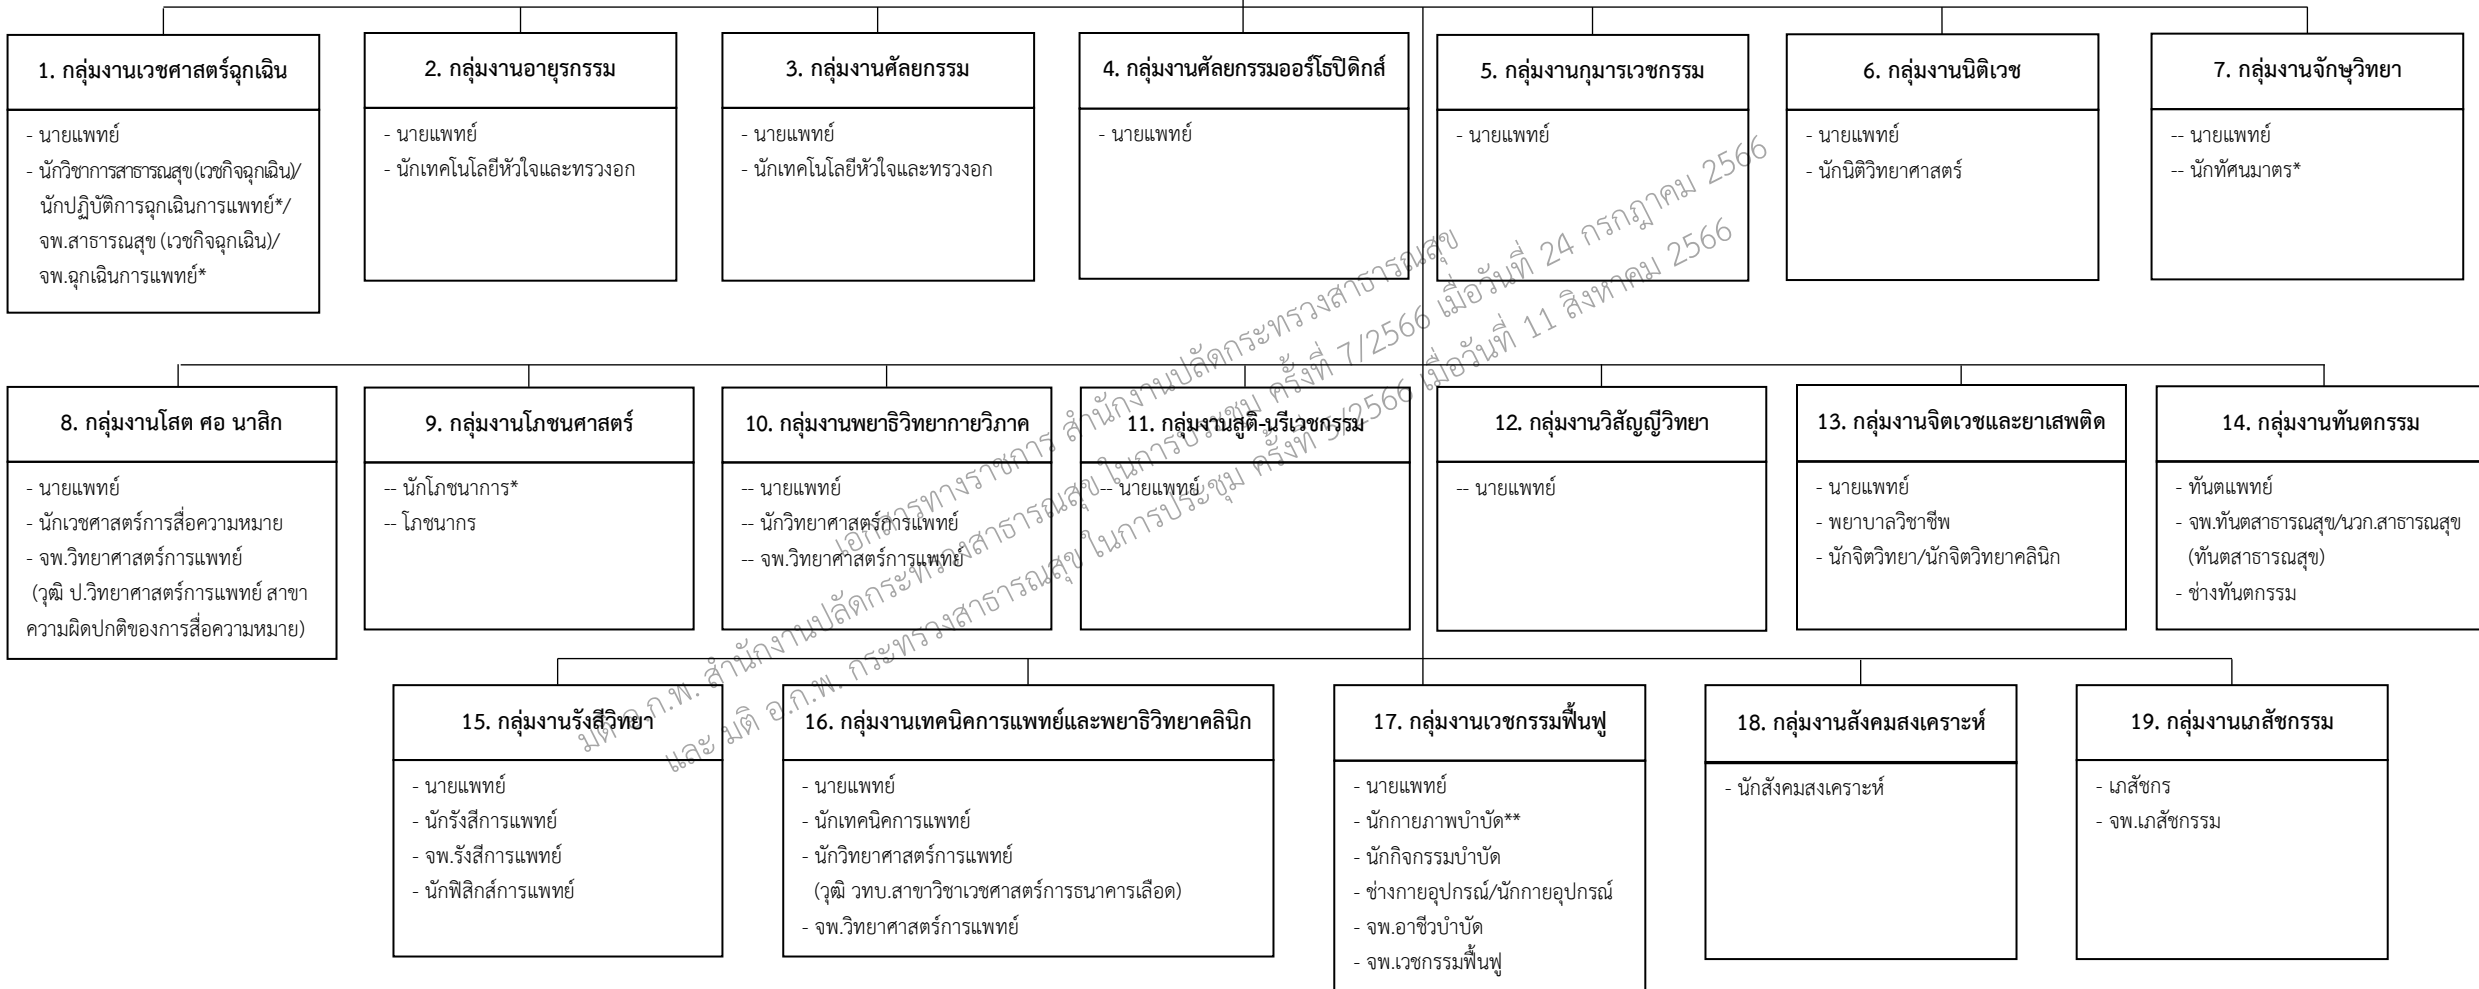 1. กลุ่มงานเวชศาสตร์ฉุกเฉิน
- นายแพทย์
- นักวิชาการสาธารณสุข (เวชกิจฉุกเฉิน)/
นักปฏิบัติการฉุกเฉินการแพทย์*/
จพ.สาธารณสุข (เวชกิจฉุกเฉิน)/
จพ.ฉุกเฉินการแพทย์*
2. กลุ่มงานอายุรกรรม
- นายแพทย์
- นักเทคโนโลยีหัวใจและทรวงอก
3. กลุ่มงานศัลยกรรม
- นายแพทย์
- นักเทคโนโลยีหัวใจและทรวงอก
4. กลุ่มงานศัลยกรรมออร์โธปิดิกส์
- นายแพทย์
5. กลุ่มงานกุมารเวชกรรม
- นายแพทย์
6. กลุ่มงานนิติเวช
- นายแพทย์
- นักนิติวิทยาศาสตร์
7. กลุ่มงานจักษุวิทยา
-- นายแพทย์
-- นักทัศนมาตร*
8. กลุ่มงานโสต ศอ นาสิก
- นายแพทย์
- นักเวชศาสตร์การสื่อความหมาย
- จพ.วิทยาศาสตร์การแพทย์
(วุฒิ ป.วิทยาศาสตร์การแพทย์ สาขา
ความผิดปกติของการสื่อความหมาย)
9. กลุ่มงานโภชนศาสตร์
-- นักโภชนาการ*
-- โภชนากร
10. กลุ่มงานพยาธิวิทยากายวิภาค
-- นายแพทย์
-- นักวิทยาศาสตร์การแพทย์
-- จพ.วิทยาศาสตร์การแพทย์
11. กลุ่มงานสูติ-นรีเวชกรรม
-- นายแพทย์
12. กลุ่มงานวิสัญญีวิทยา
-- นายแพทย์
13. กลุ่มงานจิตเวชและยาเสพติด
- นายแพทย์
- พยาบาลวิชาชีพ
- นักจิตวิทยา/นักจิตวิทยาคลินิก
14. กลุ่มงานทันตกรรม
- ทันตแพทย์
- จพ.ทันตสาธารณสุข/นวก.สาธารณสุข
(ทันตสาธารณสุข)
- ช่างทันตกรรม
15. กลุ่มงานรังสีวิทยา
- นายแพทย์
- นักรังสีการแพทย์
- จพ.รังสีการแพทย์
- นักฟิสิกส์การแพทย์
16. กลุ่มงานเทคนิคการแพทย์และพยาธิวิทยาคลินิก
- นายแพทย์
- นักเทคนิคการแพทย์
- นักวิทยาศาสตร์การแพทย์
(วุฒิ วทบ.สาขาวิชาเวชศาสตร์การธนาคารเลือด)
- จพ.วิทยาศาสตร์การแพทย์
17. กลุ่มงานเวชกรรมฟื้นฟู
- นายแพทย์
- นักกายภาพบำบัด**
- นักกิจกรรมบำบัด
- ช่างกายอุปกรณ์/นักกายอุปกรณ์
- จพ.อาชีวบำบัด
- จพ.เวชกรรมฟื้นฟู
18. กลุ่มงานสังคมสงเคราะห์
- นักสังคมสงเคราะห์
19. กลุ่มงานเภสัชกรรม
- เภสัชกร
- จพ.เภสัชกรรม
เอกสารทางราชการ สำนักงานปลัดกระทรวงสาธารณสุข
มติ อ.ก.พ. สำนักงานปลัดกระทรวงสาธารณสุข ในการประชุม ครั้งที่ 7/2566 เมื่อวันที่ 24 กรกฎาคม 2566
และ มติ อ.ก.พ. กระทรวงสาธารณสุข ในการประชุม ครั้งที่ 5/2566 เมื่อวันที่ 11 สิงหาคม 2566